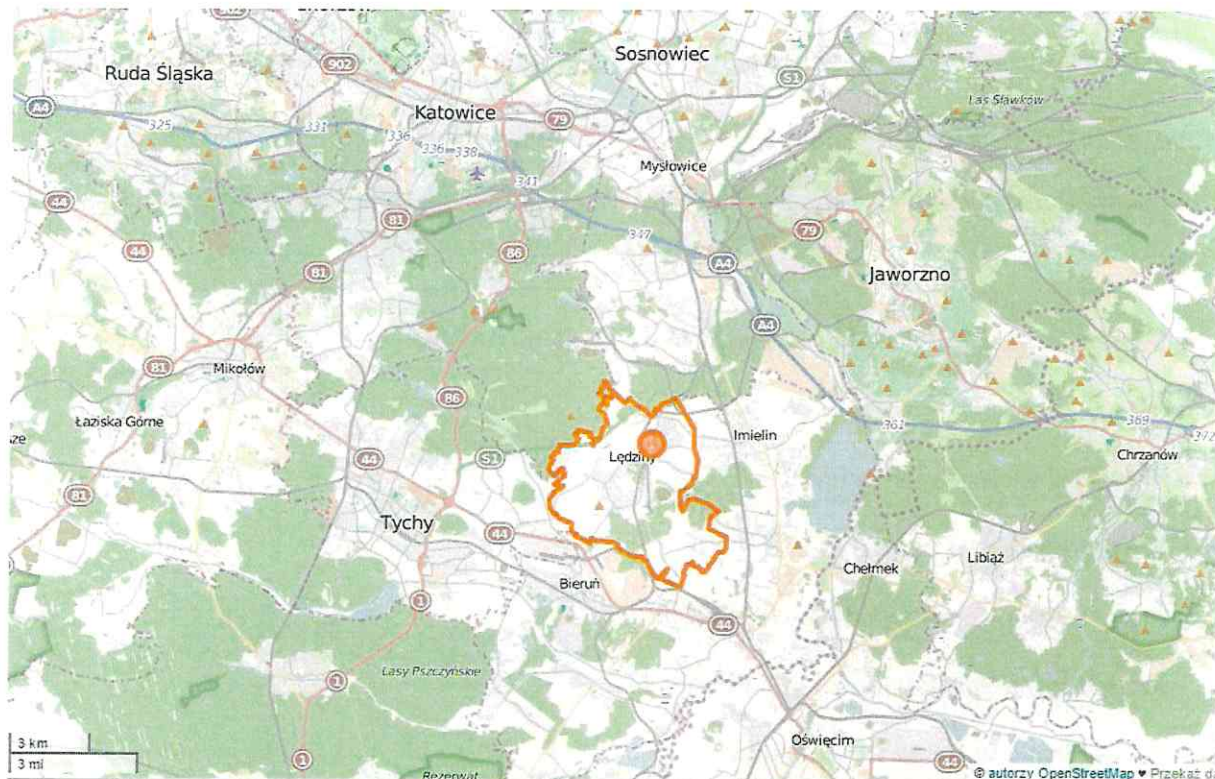 Sosnowiec
S1
Ruda Śląska
902
Las Sławków
A4
Katowice
79
325
331
336
336
338
Mysłowice
341
44
81
79
347
44
86
A4
Jaworzno
81
A4
Mikołów
81
86
361
369
372
Łaziska Górne
Imielin
Chrzanów
44
S1
Lędziny
81
Tychy
44
Libiąż
Chełmek
Bieruń
1
44
Lasy Pszczyńskie
1
3 km
Oświęcim
3 mi
1
44
Rezerwat
© autorzy OpenStreetMap ♥ Przekaż d